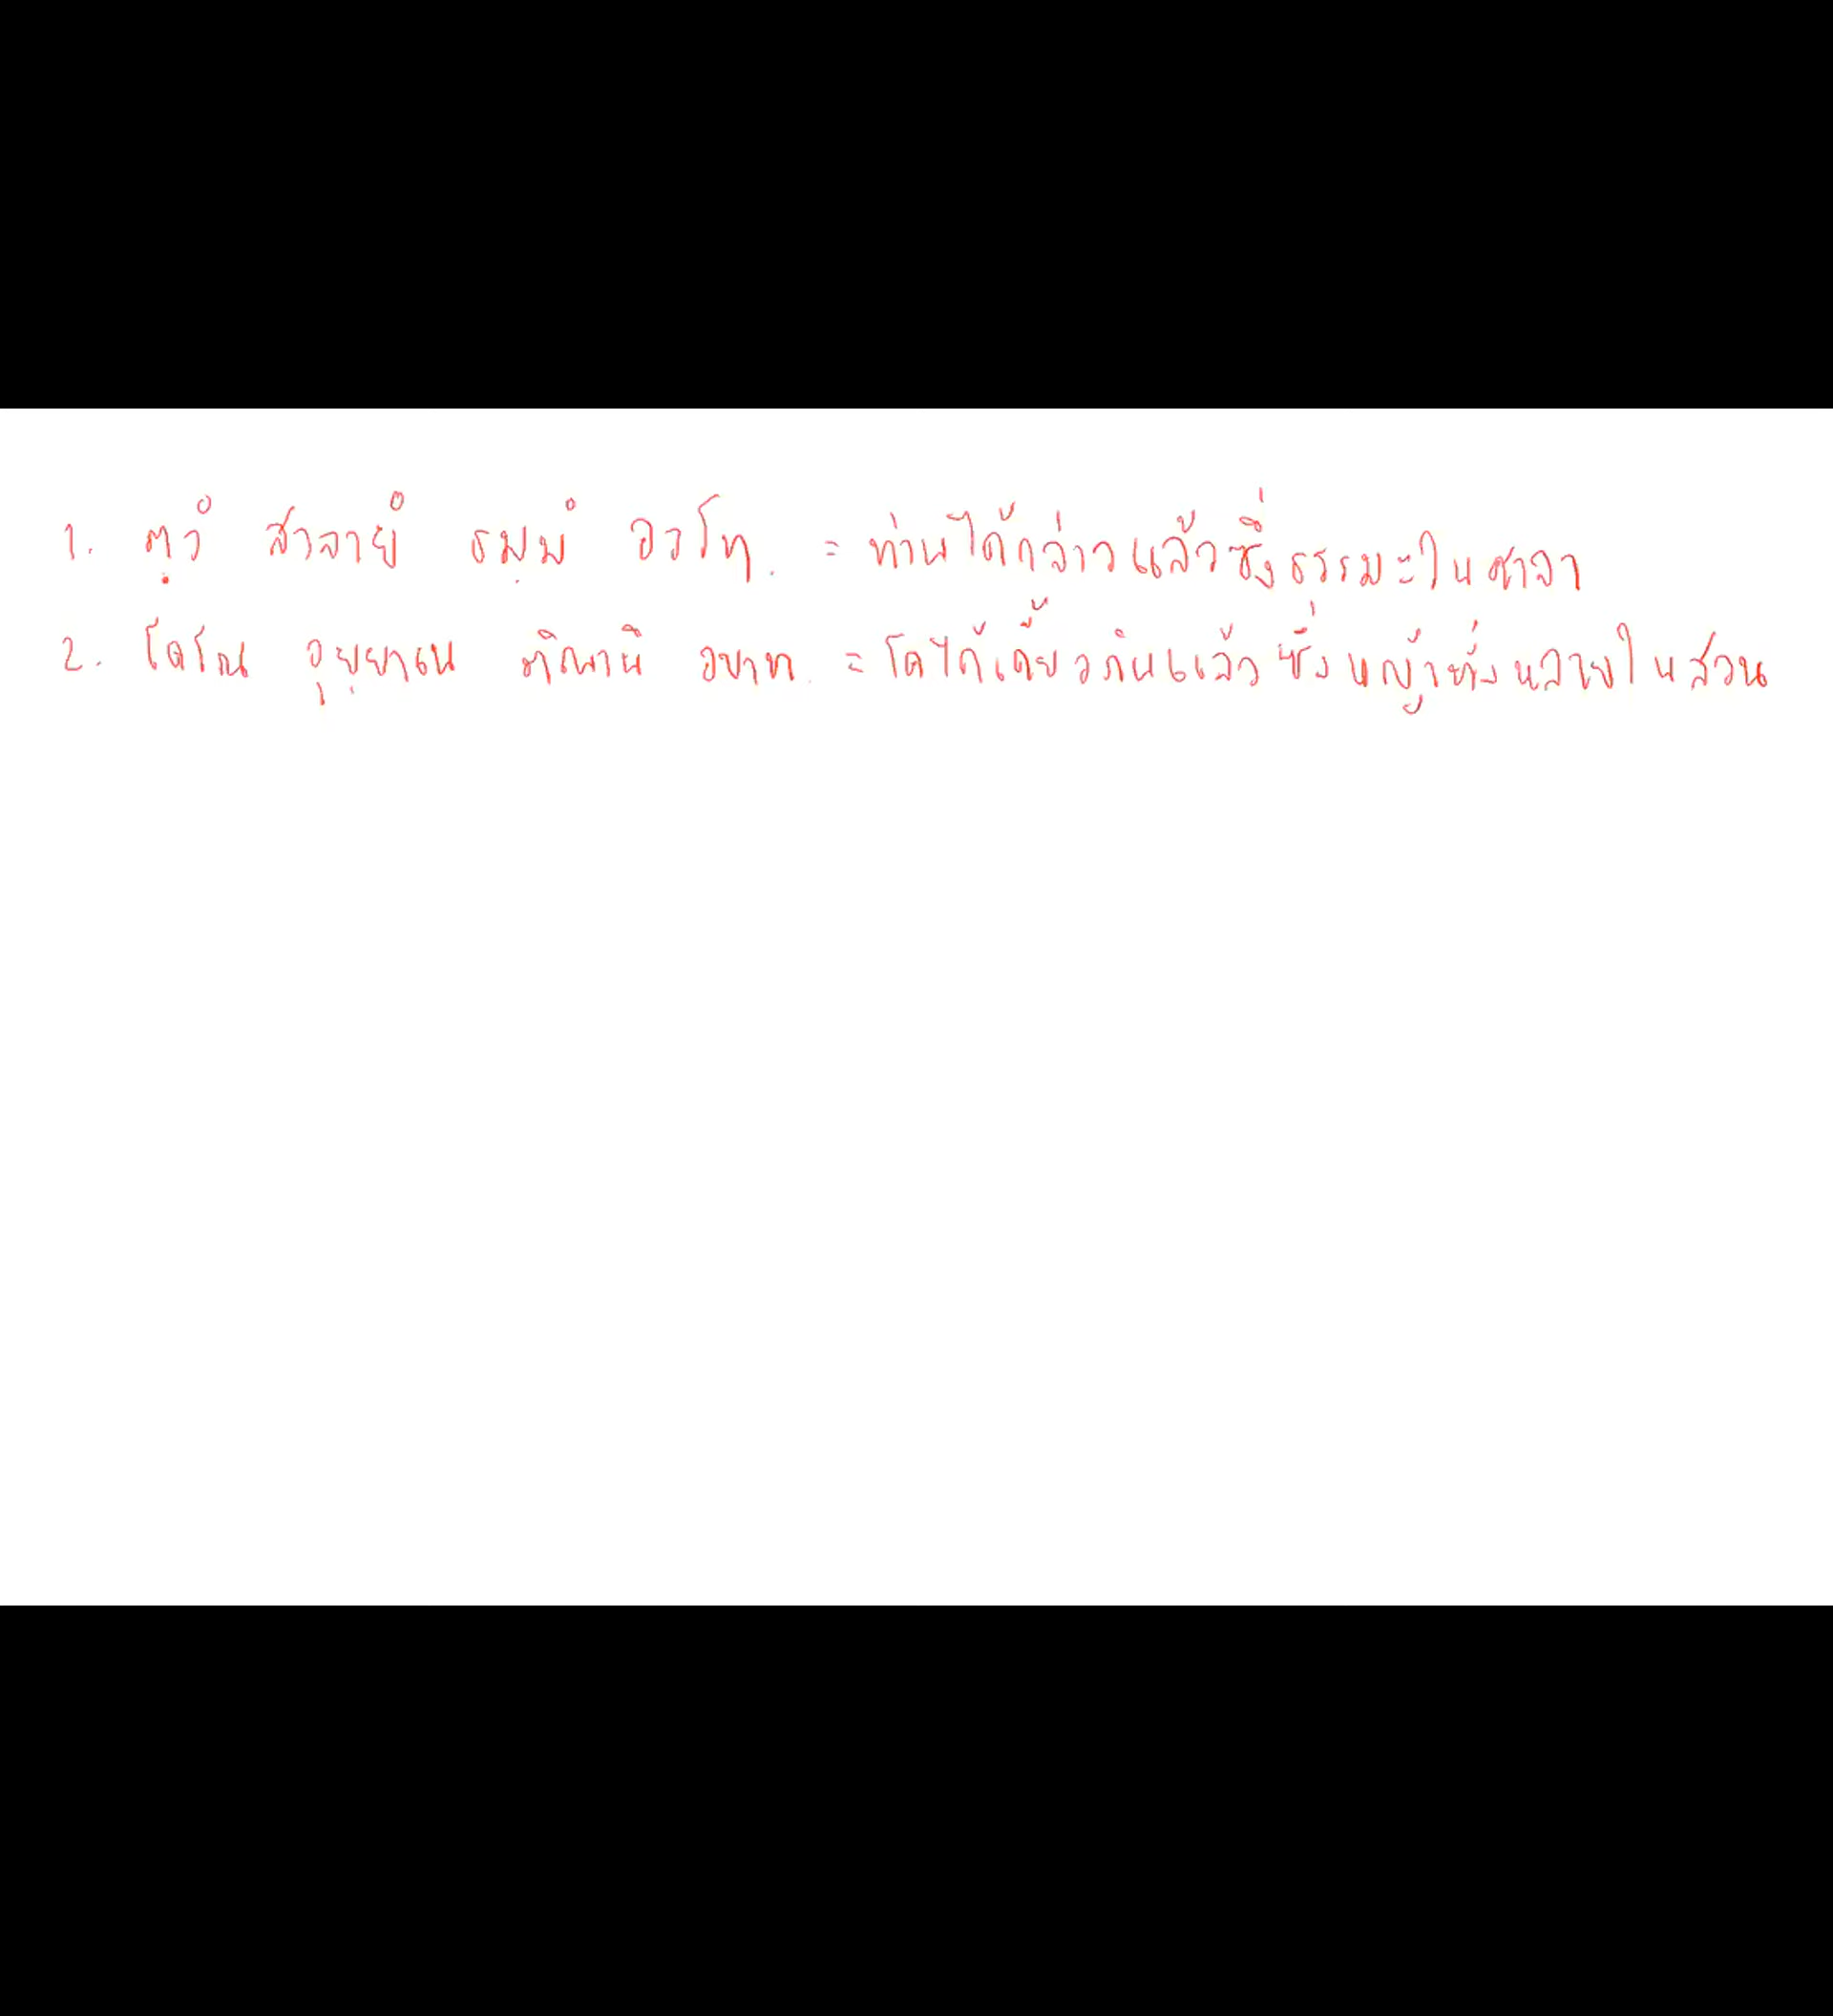 1. ตฺวํ สาลายํ ธมฺมํ อวโท. = ท่านได้กล่าวแล้วซึ่งธรรมะในศาลา
2. โคโณ อุยฺยาเน ติณานิ อขาท. = โคได้เคี้ยวกินแล้วซึ่งหญ้าทั้งหลายในสวน